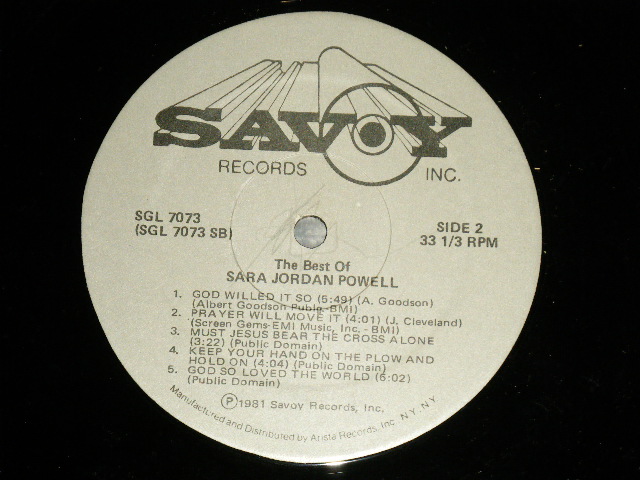 SAVOY
RECORDS INC.
SGL 7073
(SGL 7073 SB)
SIDE 2
33 1/3 RPM
The Best Of
SARA JORDAN POWELL
1. GOD WILLED IT SO (5:49) (A. Goodson)
(Albert Goodson Publ.-BMI)
2. PRAYER WILL MOVE IT (4:01) (J. Cleveland)
(Screen Gems-EMI Music, Inc.-BMI)
3. MUST JESUS BEAR THE CROSS ALONE
(3:22) (Public Domain)
4. KEEP YOUR HAND ON THE PLOW AND
HOLD ON (4:04) (Public Domain)
5. GOD SO LOVED THE WORLD (6:02)
(Public Domain)
Ⓟ1981 Savoy Records, Inc.
Manufactured and Distributed by Arista Records, Inc. NY, NY